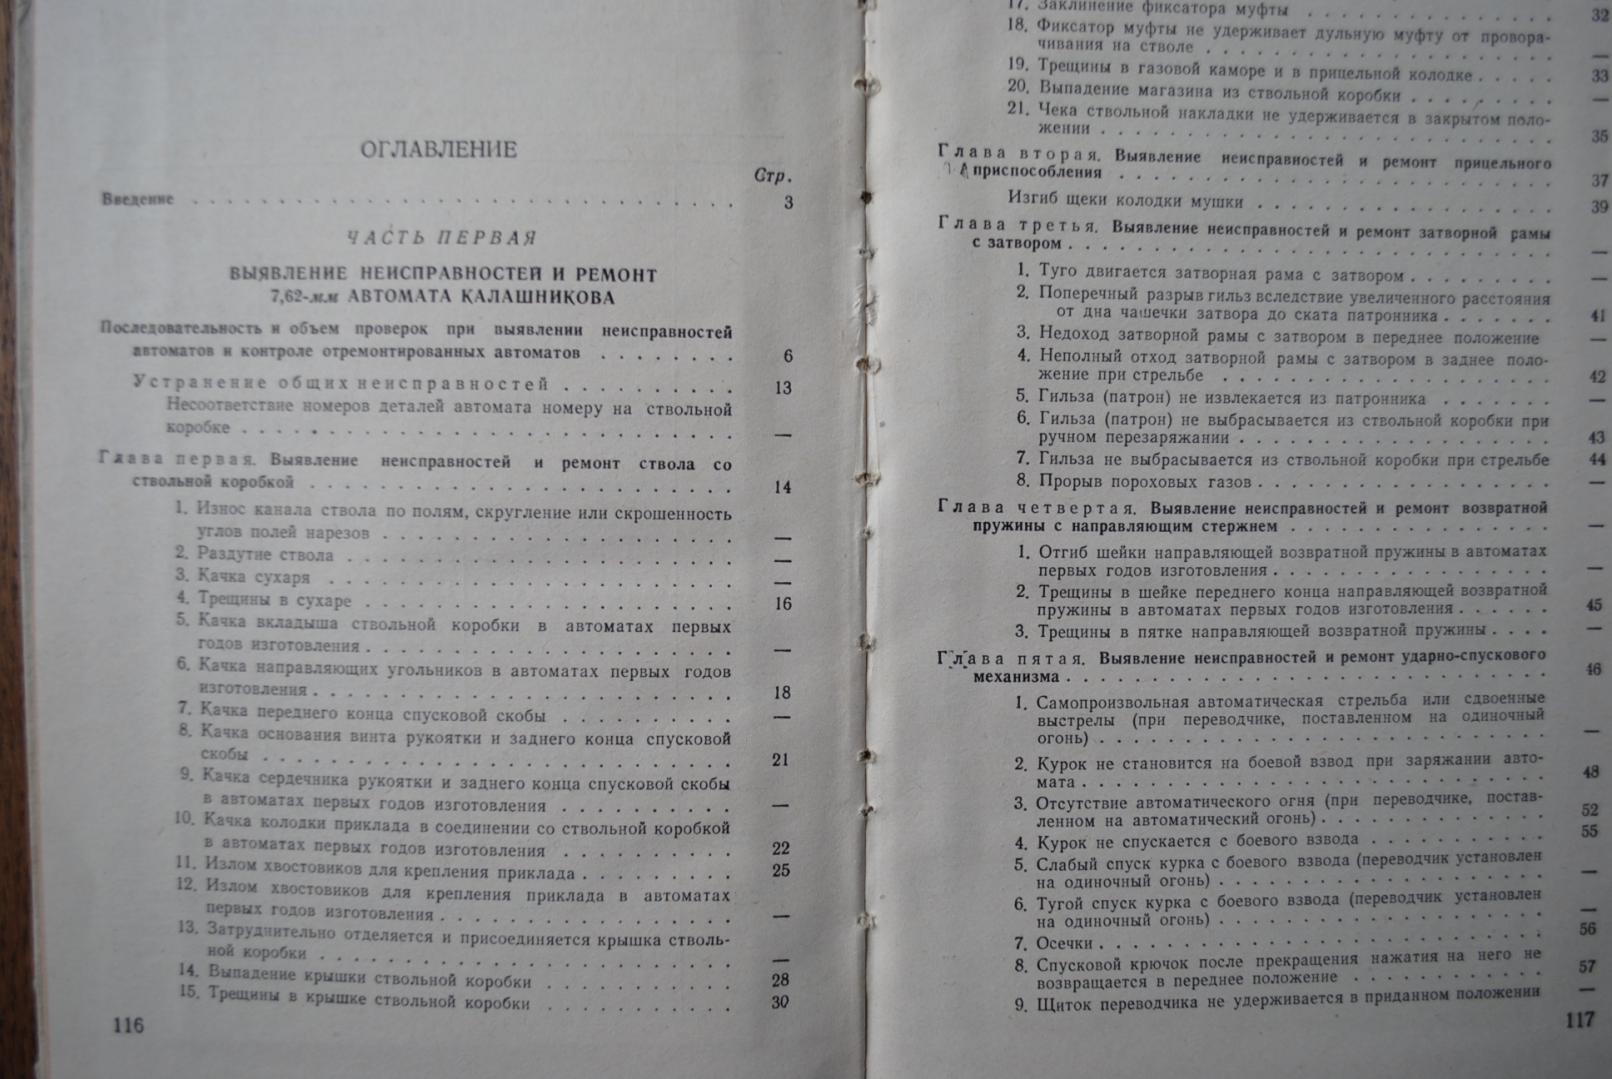 ОГЛАВЛЕНИЕ
Стр.
Введение . . . . . . . . . . . . . . . . . . . . 3
ЧАСТЬ ПЕРВАЯ
ВЫЯВЛЕНИЕ НЕИСПРАВНОСТЕЙ И РЕМОНТ
7,62-мм АВТОМАТА КАЛАШНИКОВА
Последовательность и объем проверок при выявлении неисправностей
автоматов и контроле отремонтированных автоматов . . . . . . . . 6
Устранение общих неисправностей . . . . . . . . . . 13
Несоответствие номеров деталей автомата номеру на ствольной
коробке . . . . . . . . . . . . . . . . . . . . —
Глава первая. Выявление неисправностей и ремонт ствола со
ствольной коробкой . . . . . . . . . . . . . . . . . . . . 14
1. Износ канала ствола по полям, скругление или скрошенность
углов полей нарезов . . . . . . . . . . . . . . . . . . —
2. Раздутие ствола . . . . . . . . . . . . . . . . . . —
3. Качка сухаря . . . . . . . . . . . . . . . . . . —
4. Трещины в сухаре . . . . . . . . . . . . . . . . . . 16
5. Качка вкладыша ствольной коробки в автоматах первых
годов изготовления . . . . . . . . . . . . . . . . . . —
6. Качка направляющих угольников в автоматах первых годов
изготовления . . . . . . . . . . . . . . . . . . 18
7. Качка переднего конца спусковой скобы . . . . . . . . . . —
8. Качка основания винта рукоятки и заднего конца спусковой
скобы . . . . . . . . . . . . . . . . . . . . 21
9. Качка сердечника рукоятки и заднего конца спусковой скобы
в автоматах первых годов изготовления . . . . . . . . . . —
10. Качка колодки приклада в соединении со ствольной коробкой
в автоматах первых годов изготовления . . . . . . . . . . 22
11. Излом хвостовиков для крепления приклада . . . . . . . . . 25
12. Излом хвостовиков для крепления приклада в автоматах
первых годов изготовления . . . . . . . . . . . . . . . —
13. Затруднительно отделяется и присоединяется крышка стволь-
ной коробки . . . . . . . . . . . . . . . . . . . . —
14. Выпадение крышки ствольной коробки . . . . . . . . . . . 28
15. Трещины в крышке ствольной коробки . . . . . . . . . . . 30
116
17. Заклинение фиксатора муфты . . . . . . . . . . . . . 32
18. Фиксатор муфты не удерживает дульную муфту от провора-
чивания на стволе . . . . . . . . . . . . . . . . . . —
19. Трещины в газовой каморе и в прицельной колодке . . . . . 33
20. Выпадение магазина из ствольной коробки . . . . . . . . . —
21. Чека ствольной накладки не удерживается в закрытом поло-
жении . . . . . . . . . . . . . . . . . . . . 35
Глава вторая. Выявление неисправностей и ремонт прицельного
приспособления . . . . . . . . . . . . . . . . . . . . 37
Изгиб щеки колодки мушки . . . . . . . . . . . . . . . 39
Глава третья. Выявление неисправностей и ремонт затворной рамы
с затвором . . . . . . . . . . . . . . . . . . . . —
1. Туго двигается затворная рама с затвором . . . . . . . . . —
2. Поперечный разрыв гильз вследствие увеличенного расстояния
от дна чашечки затвора до ската патронника . . . . . . . 41
3. Недоход затворной рамы с затвором в переднее положение —
4. Неполный отход затворной рамы с затвором в заднее поло-
жение при стрельбе . . . . . . . . . . . . . . . . . . 42
5. Гильза (патрон) не извлекается из патронника . . . . . . . —
6. Гильза (патрон) не выбрасывается из ствольной коробки при
ручном перезаряжании . . . . . . . . . . . . . . . . . 43
7. Гильза не выбрасывается из ствольной коробки при стрельбе 44
8. Прорыв пороховых газов . . . . . . . . . . . . . . . . —
Глава четвертая. Выявление неисправностей и ремонт возвратной
пружины с направляющим стержнем . . . . . . . . . . . . . . —
1. Отгиб шейки направляющей возвратной пружины в автоматах
первых годов изготовления . . . . . . . . . . . . . . . —
2. Трещины в шейке переднего конца направляющей возвратной
пружины в автоматах первых годов изготовления . . . . . . 45
3. Трещины в пятке направляющей возвратной пружины . . . . —
Глава пятая. Выявление неисправностей и ремонт ударно-спускового
механизма . . . . . . . . . . . . . . . . . . . . 46
1. Самопроизвольная автоматическая стрельба или сдвоенные
выстрелы (при переводчике, поставленном на одиночный
огонь) . . . . . . . . . . . . . . . . . . . . —
2. Курок не становится на боевой взвод при заряжании авто-
мата . . . . . . . . . . . . . . . . . . . . 48
3. Отсутствие автоматического огня (при переводчике, постав-
ленном на автоматический огонь) . . . . . . . . . . . . . 52
4. Курок не спускается с боевого взвода . . . . . . . . . . 55
5. Слабый спуск курка с боевого взвода (переводчик установлен
на одиночный огонь) . . . . . . . . . . . . . . . . . . —
6. Тугой спуск курка с боевого взвода (переводчик установлен
на одиночный огонь) . . . . . . . . . . . . . . . . . . —
7. Осечки . . . . . . . . . . . . . . . . . . . . 56
8. Спусковой крючок после прекращения нажатия на него не
возвращается в переднее положение . . . . . . . . . . . 57
9. Щиток переводчика не удерживается в приданном положении —
117